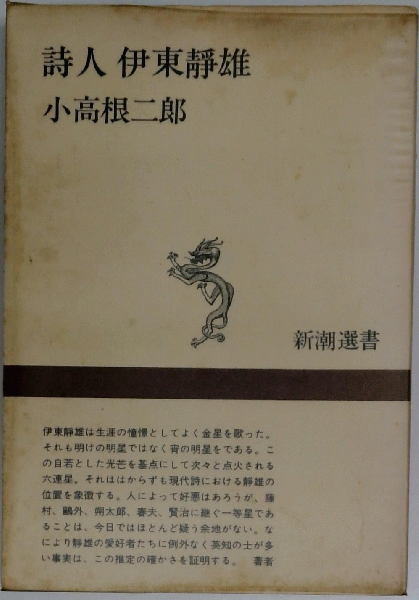 詩人 伊東靜雄
小高根二郎
新潮選書
伊東靜雄は生涯の憧憬としてよく金星を歌った。
それも明けの明星ではなく宵の明星をである。こ
の自若とした光芒を基点にして次々と点火される
六連星。それははからずも現代詩における靜雄の
位置を象徴する。人によって好悪はあろうが、藤
村、鷗外、朔太郎、春夫、賢治に継ぐ一等星であ
ることは、今日ではほとんど疑う余地がない。な
により靜雄の愛好者たちに例外なく英知の士が多
い事実は、この推定の確かさを証明する。 著者